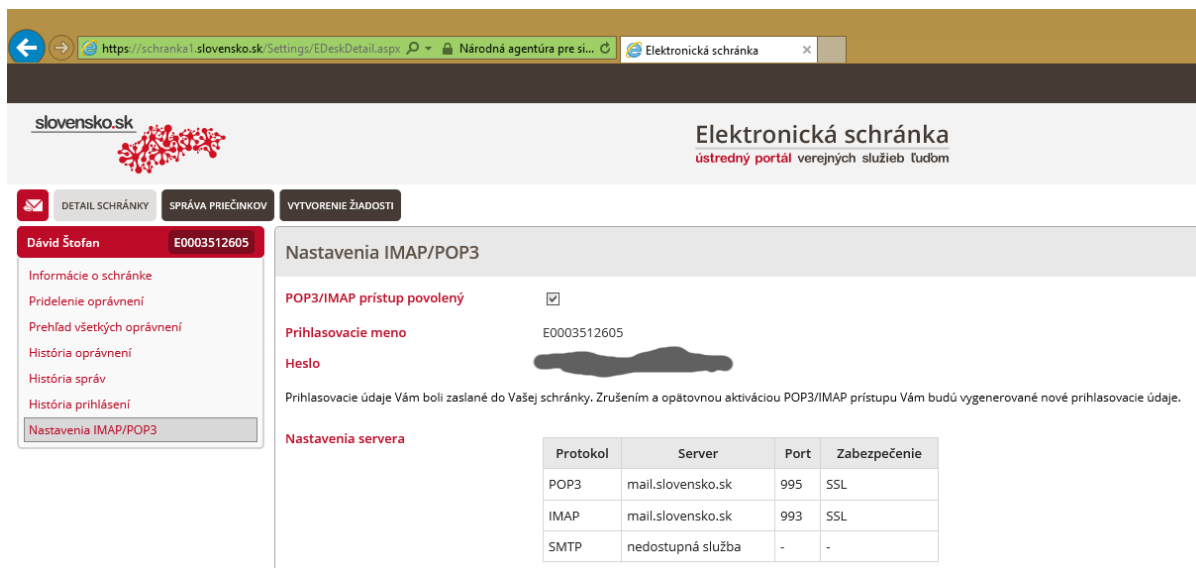 https://schranka1.slovensko.sk/Settings/EDeskDetail.aspx Národná agentúra pre si... Elektronická schránka
slovensko.sk
Elektronická schránka
ústredný portál verejných služieb ľuďom
DETAIL SCHRÁNKY SPRÁVA PRIEČINKOV VYTVORENIE ŽIADOSTI
Dávid Štofan E0003512605
Informácie o schránke
Pridelenie oprávnení
Prehľad všetkých oprávnení
História oprávnení
História správ
História prihlásení
Nastavenia IMAP/POP3
Nastavenia IMAP/POP3
POP3/IMAP prístup povolený
Prihlasovacie meno E0003512605
Heslo
Prihlasovacie údaje Vám boli zaslané do Vašej schránky. Zrušením a opätovnou aktiváciou POP3/IMAP prístupu Vám budú vygenerované nové prihlasovacie údaje.
Nastavenia servera
Protokol Server Port Zabezpečenie
POP3 mail.slovensko.sk 995 SSL
IMAP mail.slovensko.sk 993 SSL
SMTP nedostupná služba - -